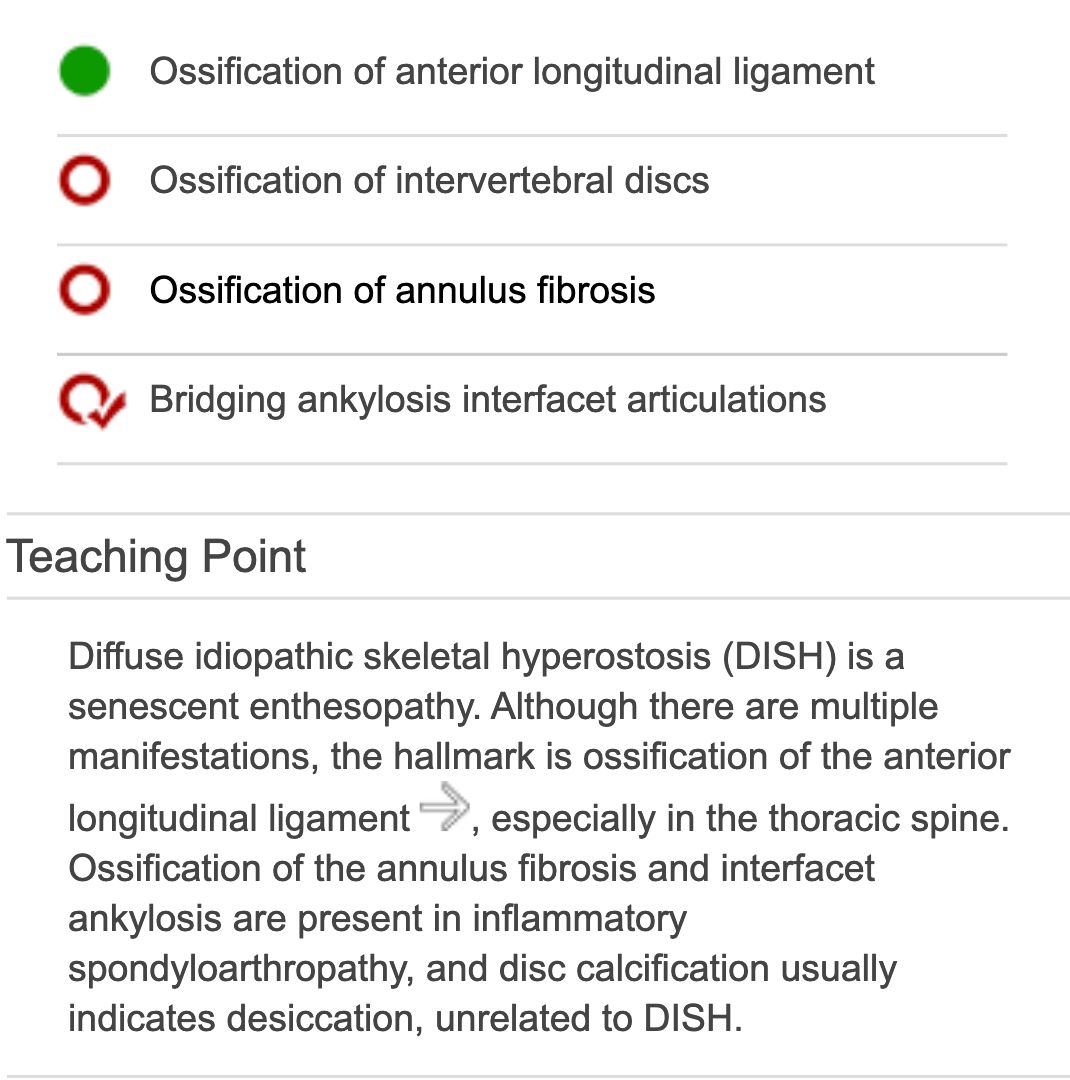 Ossification of anterior longitudinal ligament
Ossification of intervertebral discs
Ossification of annulus fibrosis
Bridging ankylosis interfacet articulations
Teaching Point
Diffuse idiopathic skeletal hyperostosis (DISH) is a
senescent enthesopathy. Although there are multiple
manifestations, the hallmark is ossification of the anterior
longitudinal ligament , especially in the thoracic spine.
Ossification of the annulus fibrosis and interfacet
ankylosis are present in inflammatory
spondyloarthropathy, and disc calcification usually
indicates desiccation, unrelated to DISH.